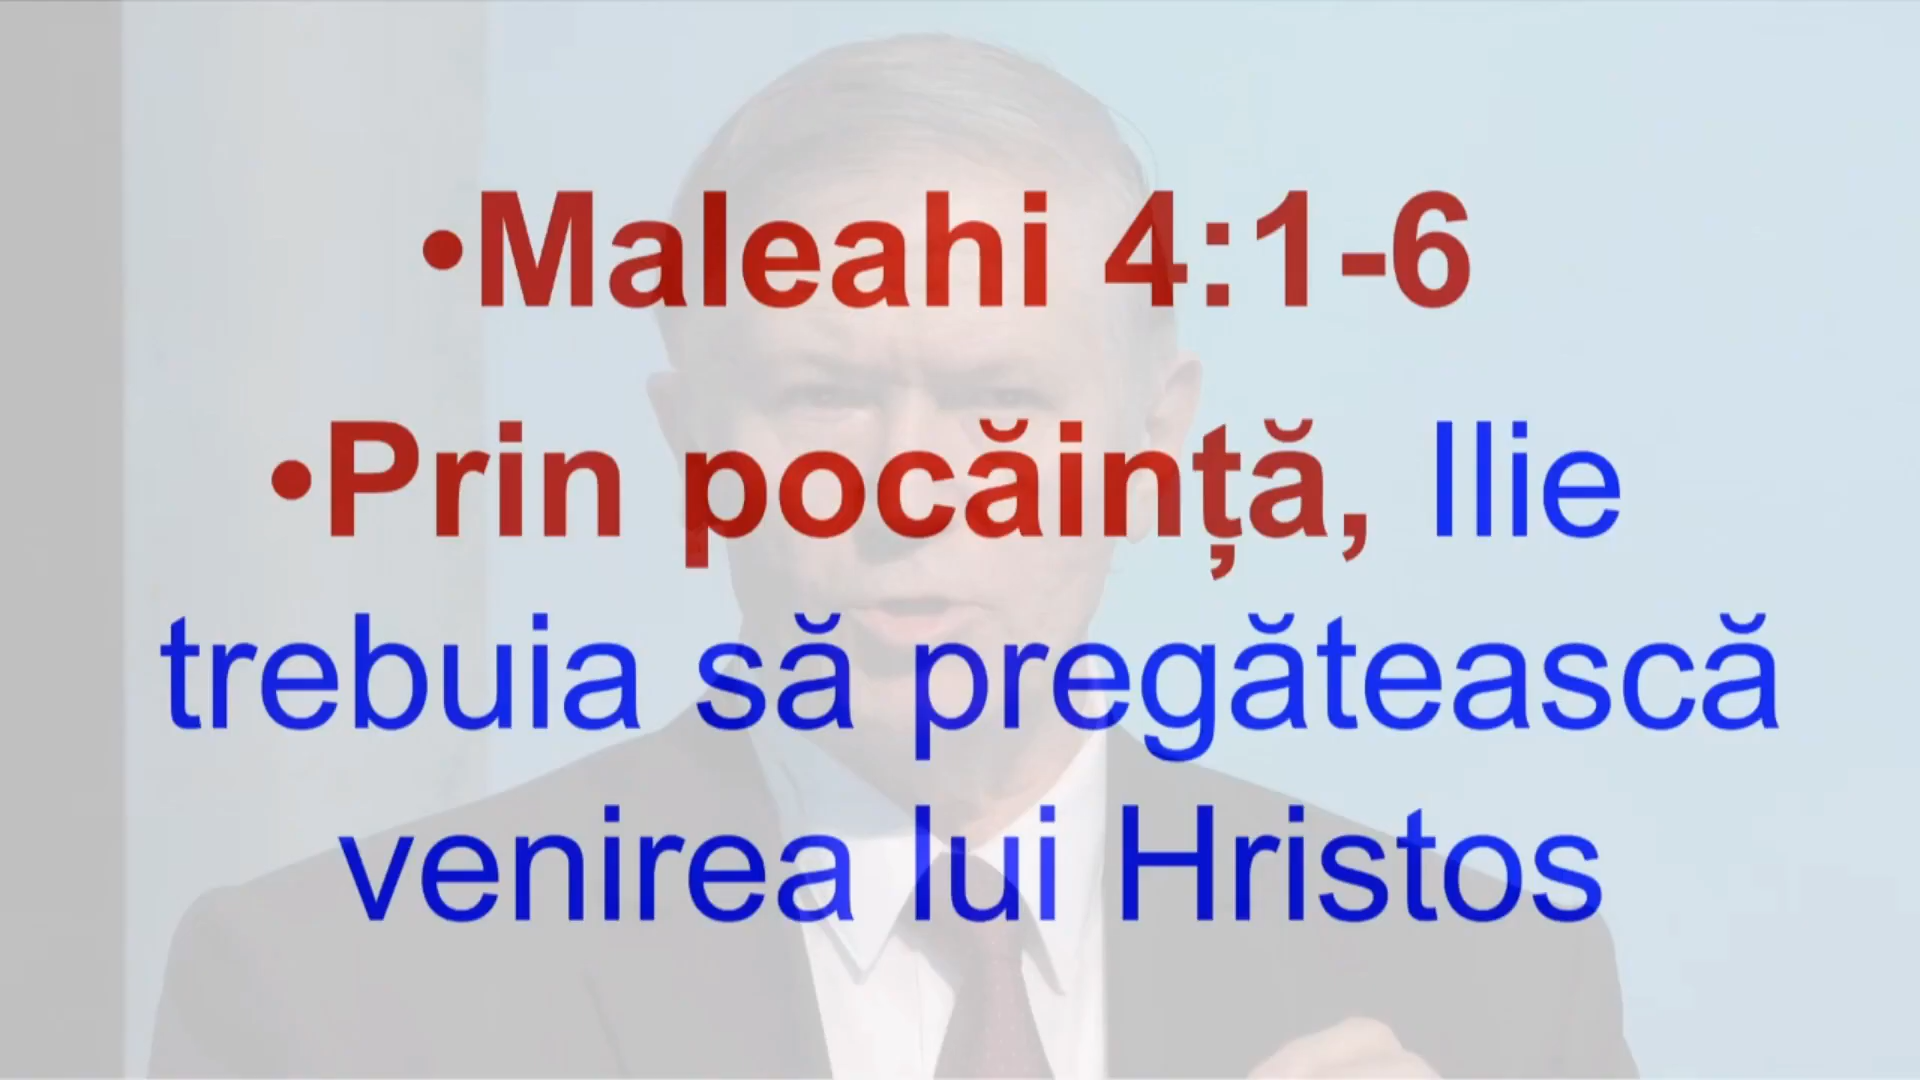 •Maleahi 4:1-6
•Prin pocăință, Ilie
trebuia să pregătească
venirea lui Hristos